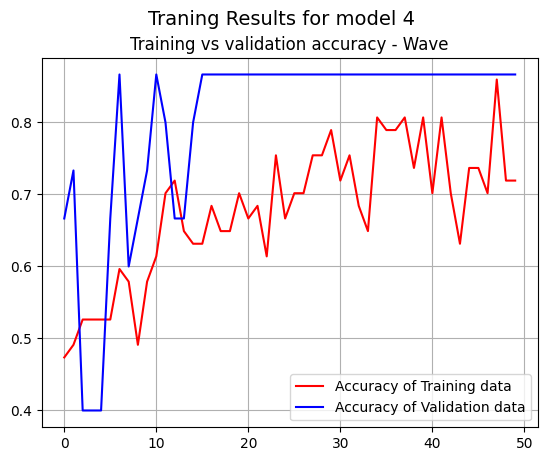 Traning Results for model 4
Training vs validation accuracy - Wave
0.8
0.7
0.6
0.5
0.4
Accuracy of Training data
Accuracy of Validation data
0 10 20 30 40 50